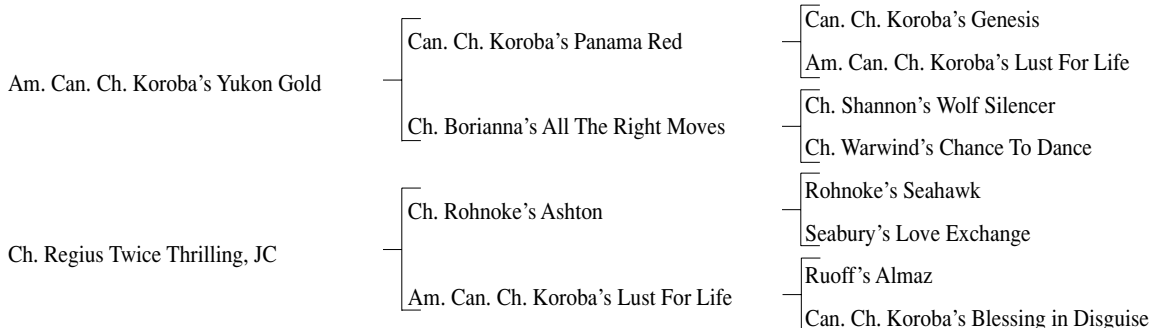 Can. Ch. Koroba’s Genesis
Can. Ch. Koroba’s Panama Red
Am. Can. Ch. Koroba’s Lust For Life
Am. Can. Ch. Koroba’s Yukon Gold
Ch. Shannon’s Wolf Silencer
Ch. Borianna’s All The Right Moves
Ch. Warwind’s Chance To Dance
Rohnoke’s Seahawk
Ch. Rohnoke’s Ashton
Seabury’s Love Exchange
Ch. Regius Twice Thrilling, JC
Ruoff’s Almaz
Am. Can. Ch. Koroba’s Lust For Life
Can. Ch. Koroba’s Blessing in Disguise